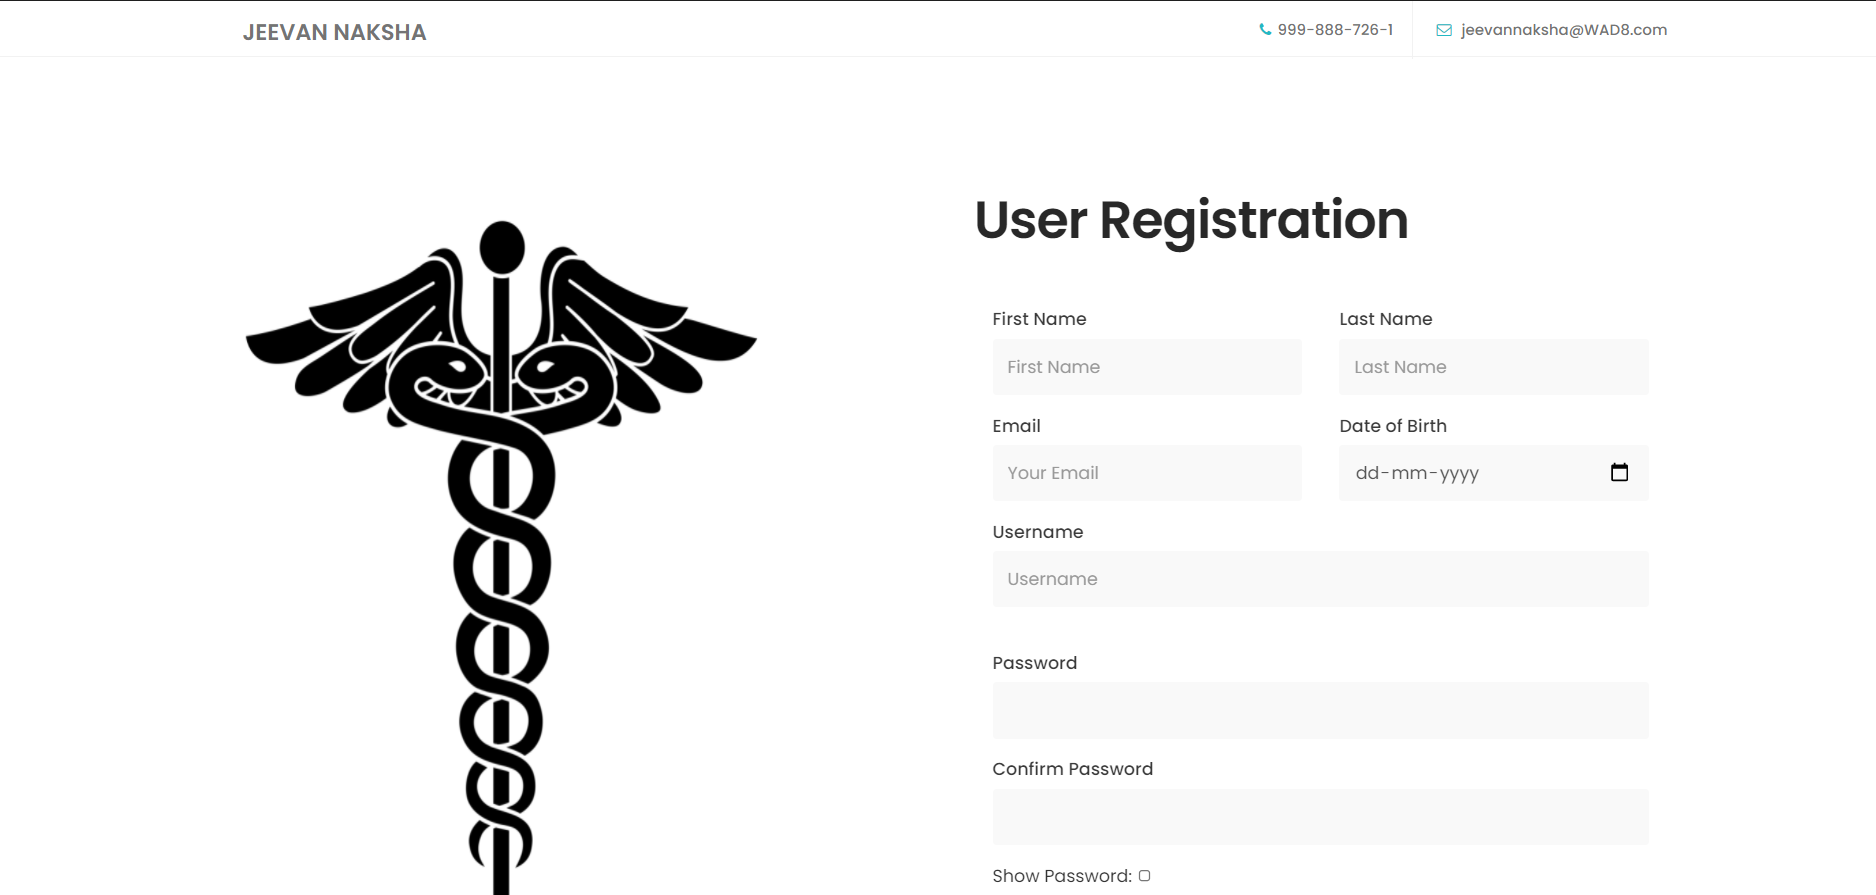 JEEVAN NAKSHA
999-888-726-1
jeevannaksha@WAD8.com
User Registration
First Name
Last Name
First Name
Last Name
Email
Date of Birth
Your Email
dd-mm-yyyy
Username
Username
Password
Confirm Password
Show Password: